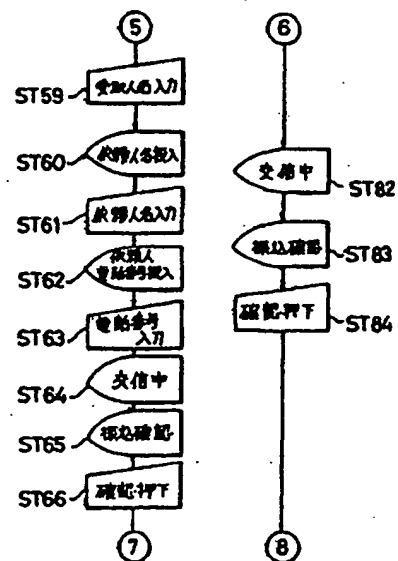 5
ST59
受取人名入力
ST60
依頼人名投入
ST61
依頼人名入力
ST62
依頼人
電話番号投入
ST63
電話番号
入力
ST64
交信中
ST65
振込確認
ST66
確認押下
7
6
交信中
ST82
振込確認
ST83
確認押下
ST84
8